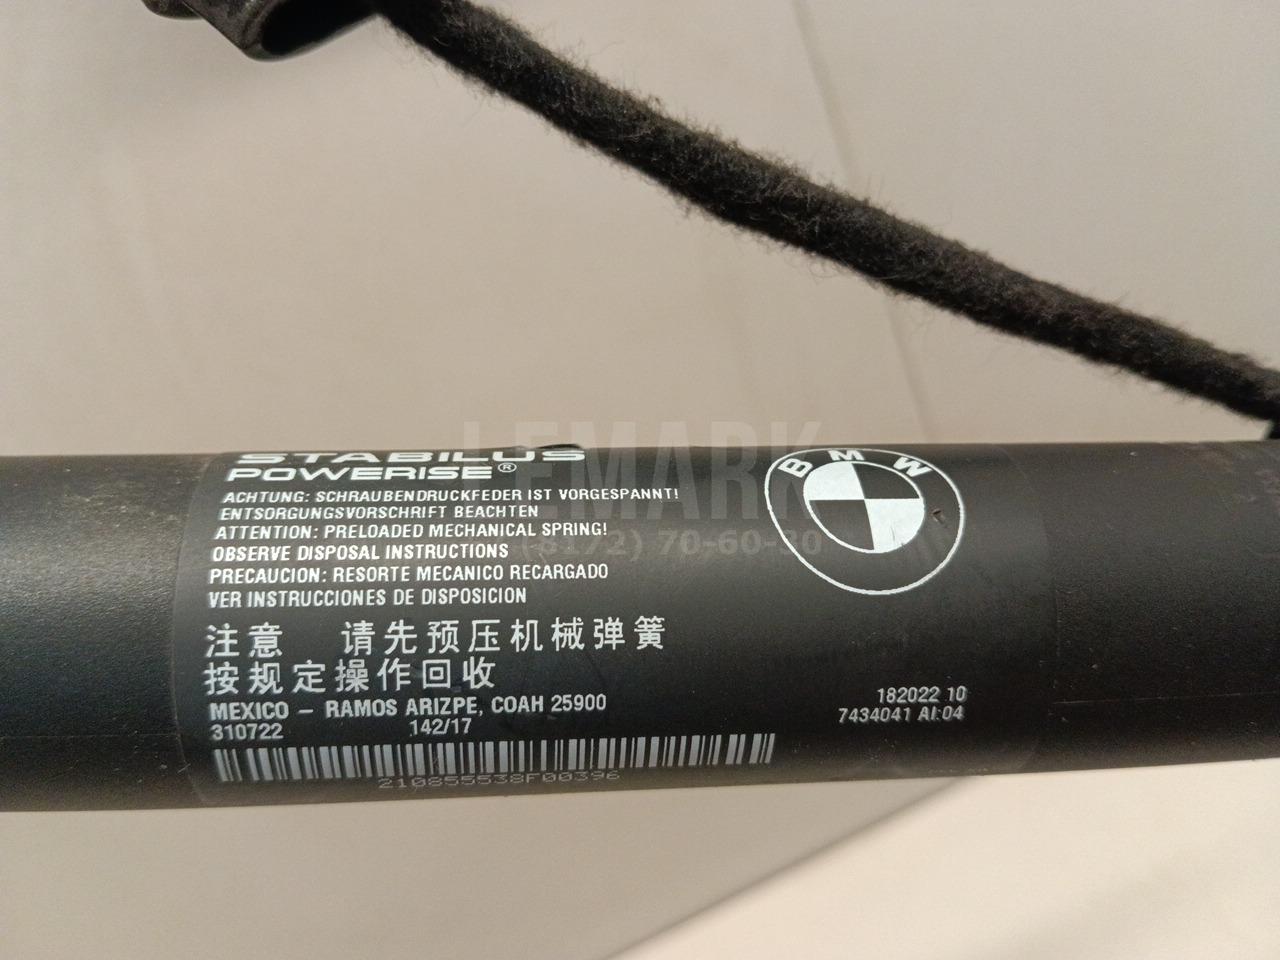 STABILUS
POWERISE®
ACHTUNG: SCHRAUBENDRUCKFEDER IST VORGESPANNT!
ENTSORGUNGSVORSCHRIFT BEACHTEN
ATTENTION: PRELOADED MECHANICAL SPRING!
OBSERVE DISPOSAL INSTRUCTIONS
PRECAUCION: RESORTE MECANICO RECARGADO
VER INSTRUCCIONES DE DISPOSICION
注意 请先预压机械弹簧
按规定操作回收
MEXICO – RAMOS ARIZPE, COAH 25900
310722 142/17
210855538F00396
BMW
182022 10
7434041 AI:04
LEMARK
(8172) 70-60-30